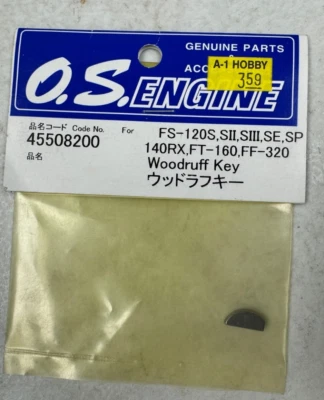 GENUINE PARTS
A-1 HOBBY
359
O.S.ENGINE
品名コード Code No. For FS-120S,SII,SIII,SE,SP
45508200 140RX,FT-160,FF-320
品名 Woodruff Key
ウッドラフキー